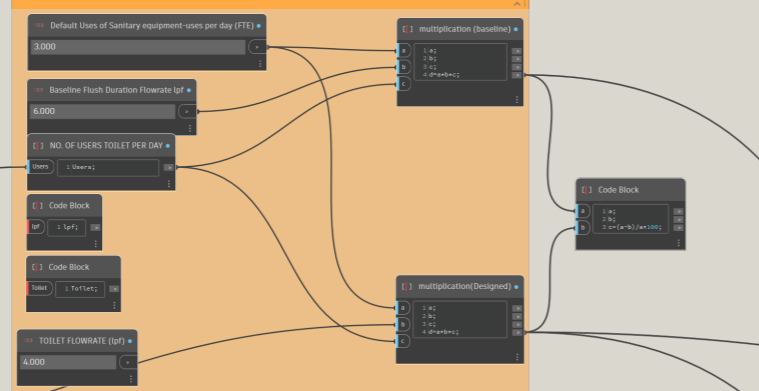 Default Uses of Sanitary equipment-uses per day (FTE)
3.000
>
Baseline Flush Duration Flowrate lpf
6.000
>
NO. OF USERS TOILET PER DAY
Users
1 Users;
Code Block
lpf
1 lpf;
Code Block
Toilet
1 Toilet;
TOILET FLOWRATE (lpf)
4.000
>
multiplication (baseline)
a
b
c
1 a;
2 b;
3 c;
4 d=a*b*c;
multiplication(Designed)
a
b
c
1 a;
2 b;
3 c;
4 d=a*b*c;
Code Block
a
b
1 a;
2 b;
3 c=(a-b)/a*100;